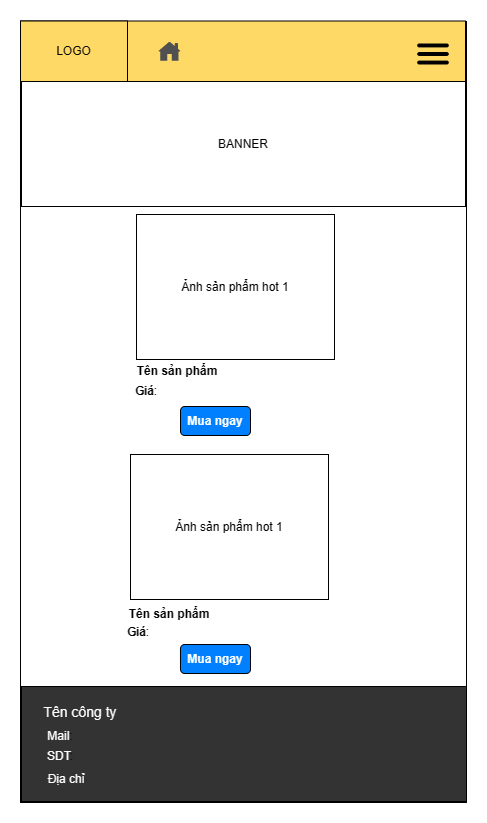 LOGO
BANNER
Ảnh sản phẩm hot 1
Tên sản phẩm
Giá:
Mua ngay
Ảnh sản phẩm hot 1
Tên sản phẩm
Giá:
Mua ngay
Tên công ty
Mail
SDT
Địa chỉ